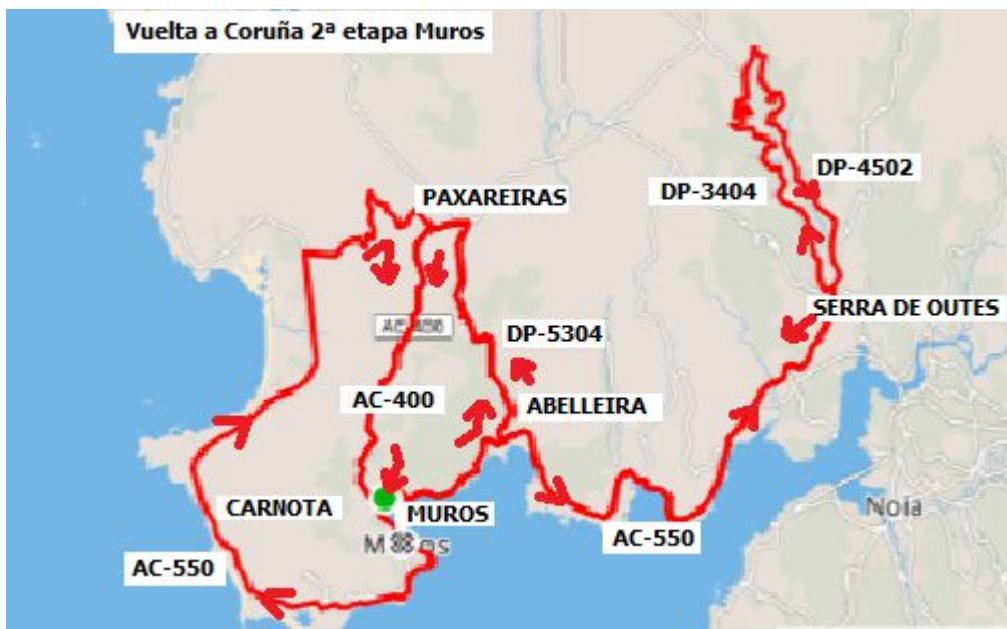 Vuelta a Coruña 2ª etapa Muros
PAXAREIRAS
DP-4502
DP-3404
SERRA DE OUTES
DP-5304
AC-400
ABELLEIRA
CARNOTA
MUROS
Noia
AC-550
AC-550